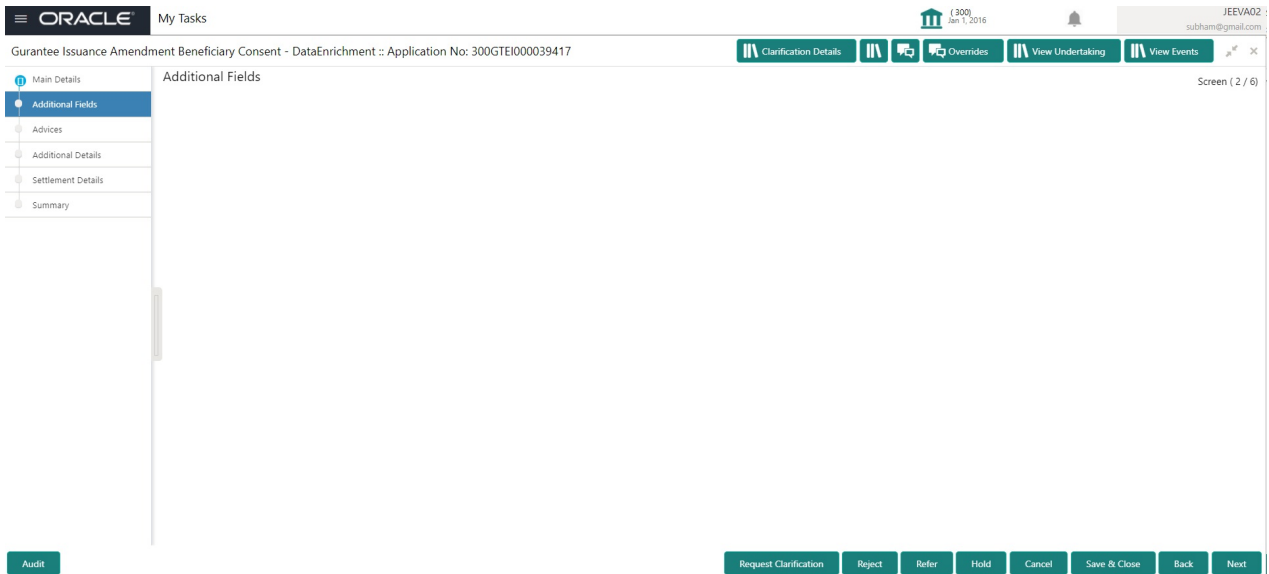 ORACLE
My Tasks
(300)
Jan 1, 2016
JEEVA02
subham@gmail.com
Gurantee Issuance Amendment Beneficiary Consent - DataEnrichment :: Application No: 300GTEI000039417
Clarification Details
Overrides
View Undertaking
View Events
Main Details
Additional Fields
Advices
Additional Details
Settlement Details
Summary
Additional Fields
Screen ( 2 / 6)
Audit
Request Clarification
Reject
Refer
Hold
Cancel
Save & Close
Back
Next